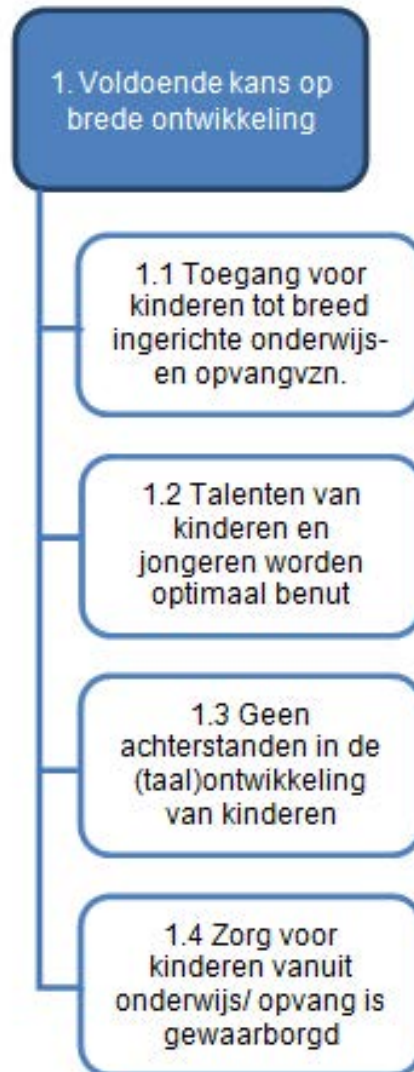 1. Voldoende kans op
brede ontwikkeling
1.1 Toegang voor
kinderen tot breed
ingerichte onderwijs-
en opvangvzn.
1.2 Talenten van
kinderen en
jongeren worden
optimaal benut
1.3 Geen
achterstanden in de
(taal)ontwikkeling
van kinderen
1.4 Zorg voor
kinderen vanuit
onderwijs/ opvang is
gewaarborgd